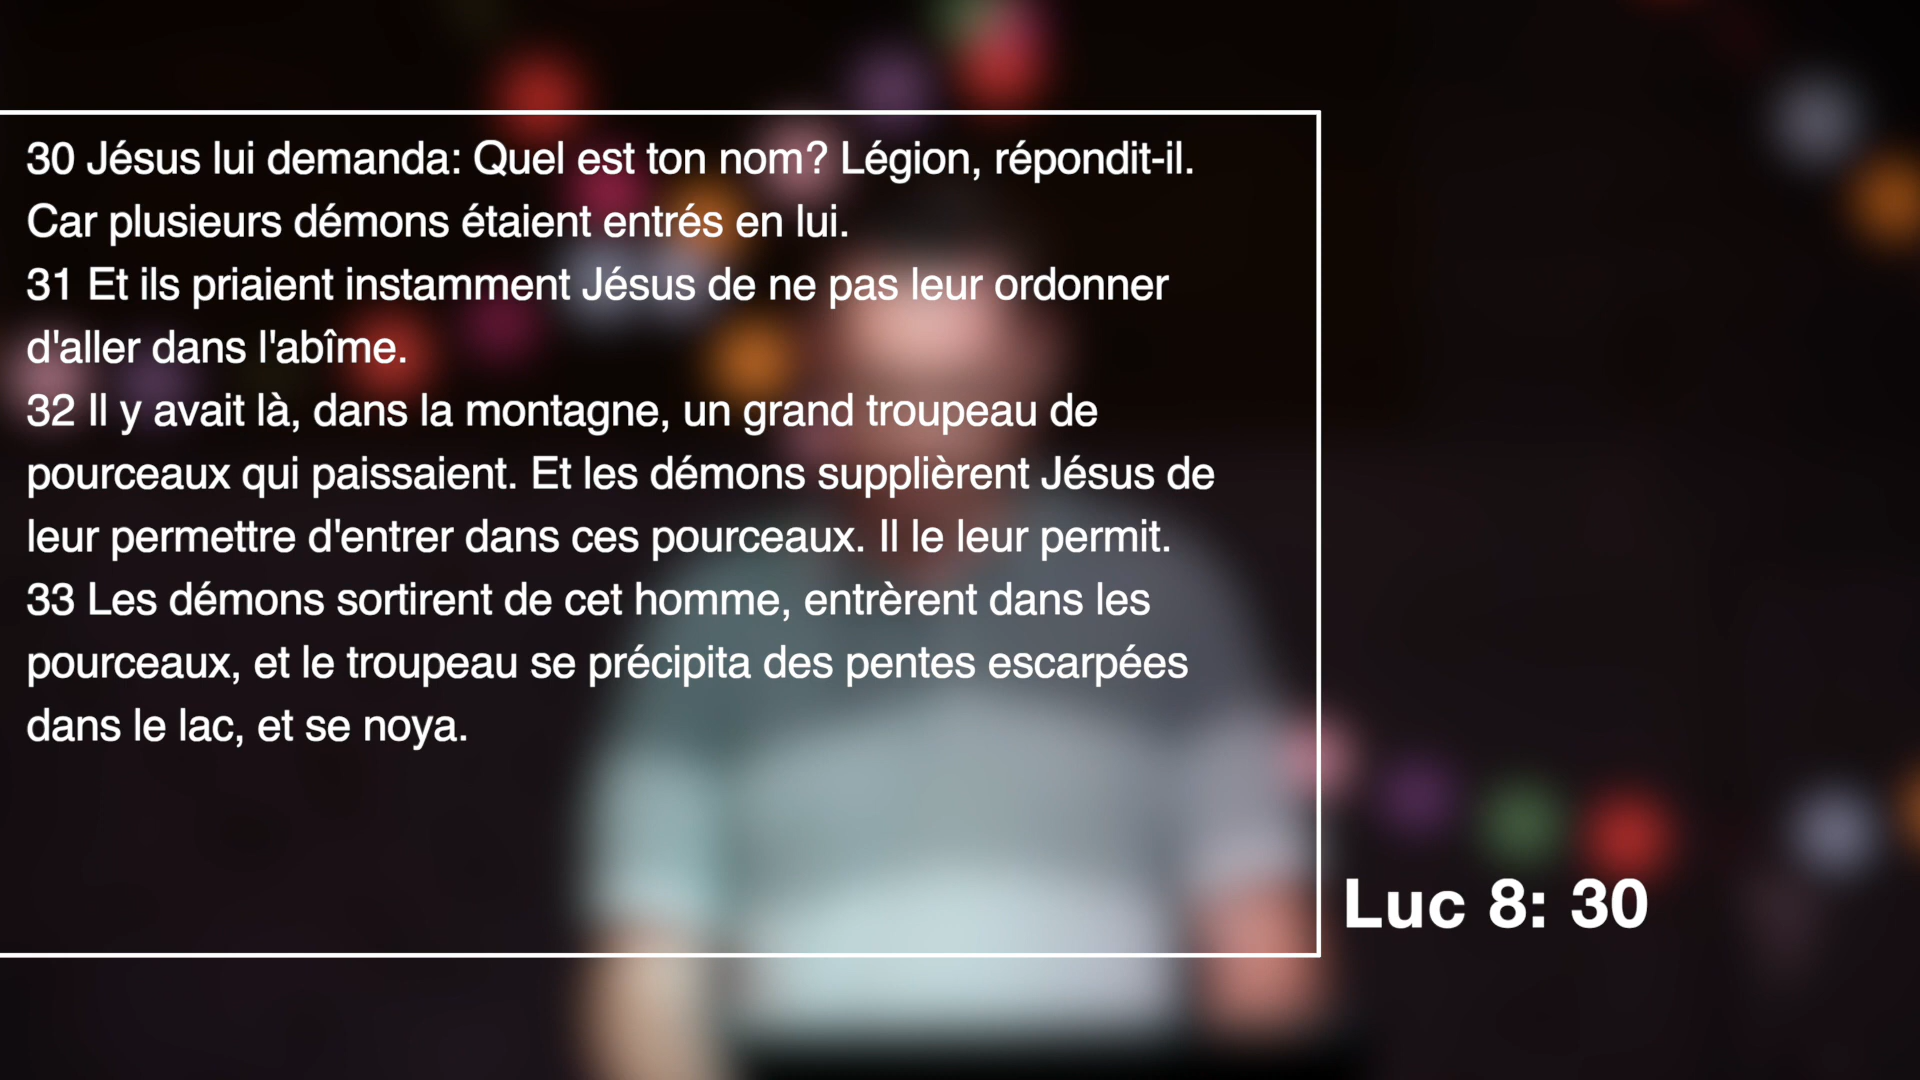 30 Jésus lui demanda: Quel est ton nom? Légion, répondit-il.
Car plusieurs démons étaient entrés en lui.
31 Et ils priaient instamment Jésus de ne pas leur ordonner
d'aller dans l'abîme.
32 Il y avait là, dans la montagne, un grand troupeau de
pourceaux qui paissaient. Et les démons supplièrent Jésus de
leur permettre d'entrer dans ces pourceaux. Il le leur permit.
33 Les démons sortirent de cet homme, entrèrent dans les
pourceaux, et le troupeau se précipita des pentes escarpées
dans le lac, et se noya.
Luc 8: 30